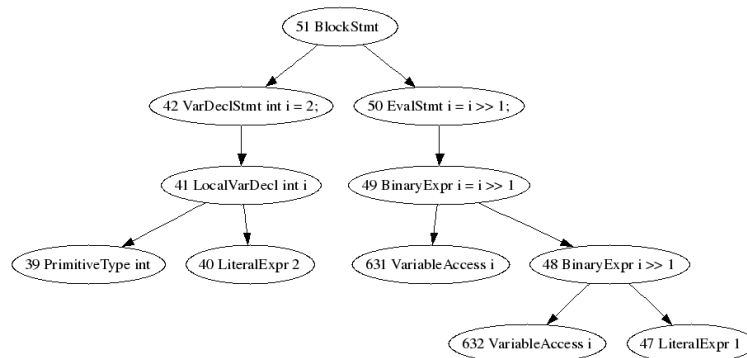 51 BlockStmt
42 VarDeclStmt int i = 2;
50 EvalStmt i = i >> 1;
41 LocalVarDecl int i
49 BinaryExpr i = i >> 1
39 PrimitiveType int
40 LiteralExpr 2
631 VariableAccess i
48 BinaryExpr i >> 1
632 VariableAccess i
47 LiteralExpr 1